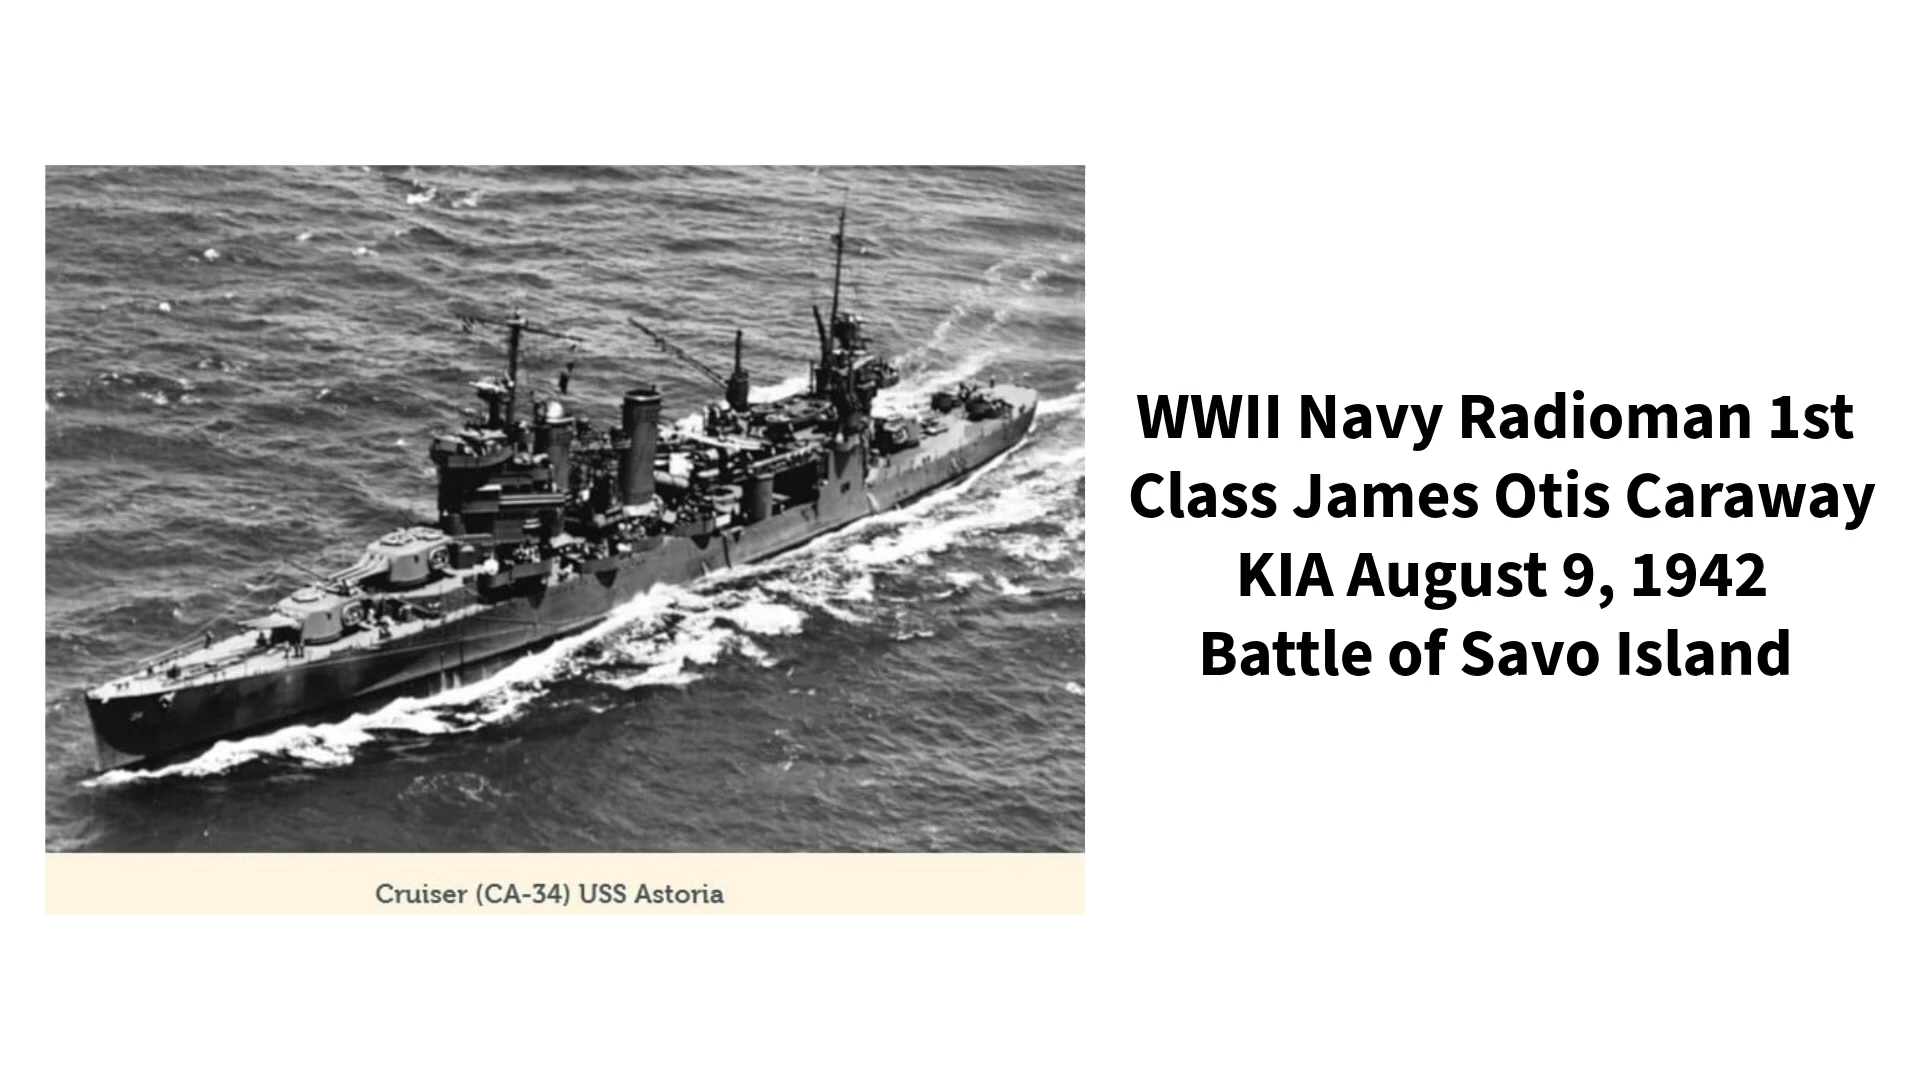 WWII Navy Radioman 1st
Class James Otis Caraway
KIA August 9, 1942
Battle of Savo Island
Cruiser (CA-34) USS Astoria